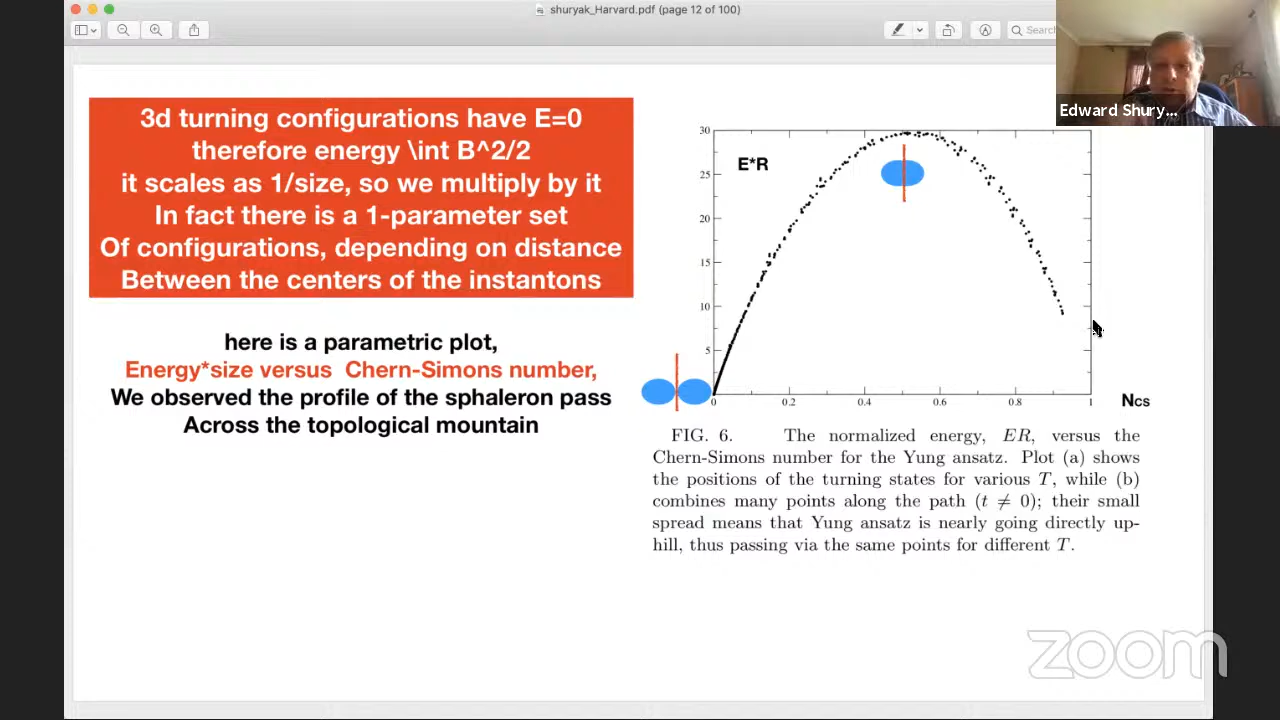 shuryak_Harvard.pdf (page 12 of 100)
Search
Edward Shury...
3d turning configurations have E=0
therefore energy \int B^2/2
it scales as 1/size, so we multiply by it
In fact there is a 1-parameter set
Of configurations, depending on distance
Between the centers of the instantons
here is a parametric plot,
Energy*size versus Chern-Simons number,
We observed the profile of the sphaleron pass
Across the topological mountain
E*R
30
25
20
15
10
5
0
0.2
0.4
0.6
0.8
1
Ncs
FIG. 6. The normalized energy, ER, versus the
Chern-Simons number for the Yung ansatz. Plot (a) shows
the positions of the turning states for various T, while (b)
combines many points along the path (t ≠ 0); their small
spread means that Yung ansatz is nearly going directly up-
hill, thus passing via the same points for different T.
zoom